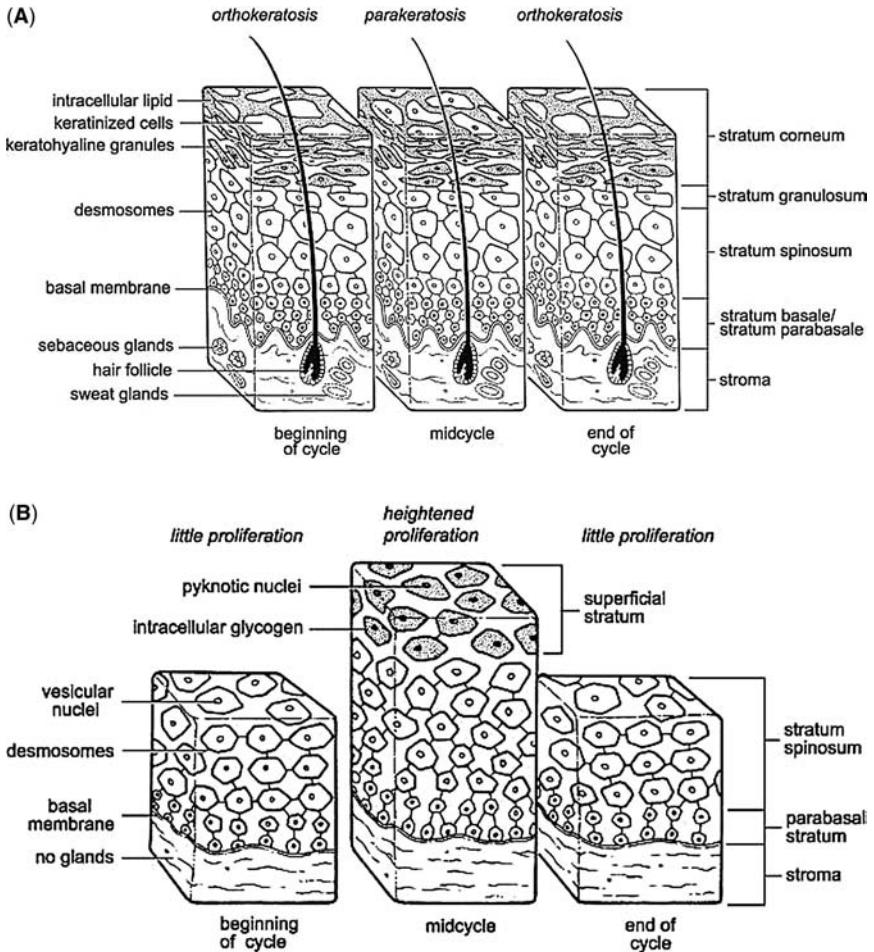 (A)
orthokeratosis
parakeratosis
orthokeratosis
intracellular lipid
keratinized cells
keratohyaline granules
desmosomes
basal membrane
sebaceous glands
hair follicle
sweat glands
stratum corneum
stratum granulosum
stratum spinosum
stratum basale/
stratum parabasale
stroma
beginning
of cycle
midcycle
end of
cycle
(B)
little proliferation
heightened
proliferation
little proliferation
pyknotic nuclei
intracellular glycogen
superficial
stratum
vesicular
nuclei
desmosomes
basal
membrane
no glands
stratum
spinosum
parabasal
stratum
stroma
beginning
of cycle
midcycle
end of
cycle